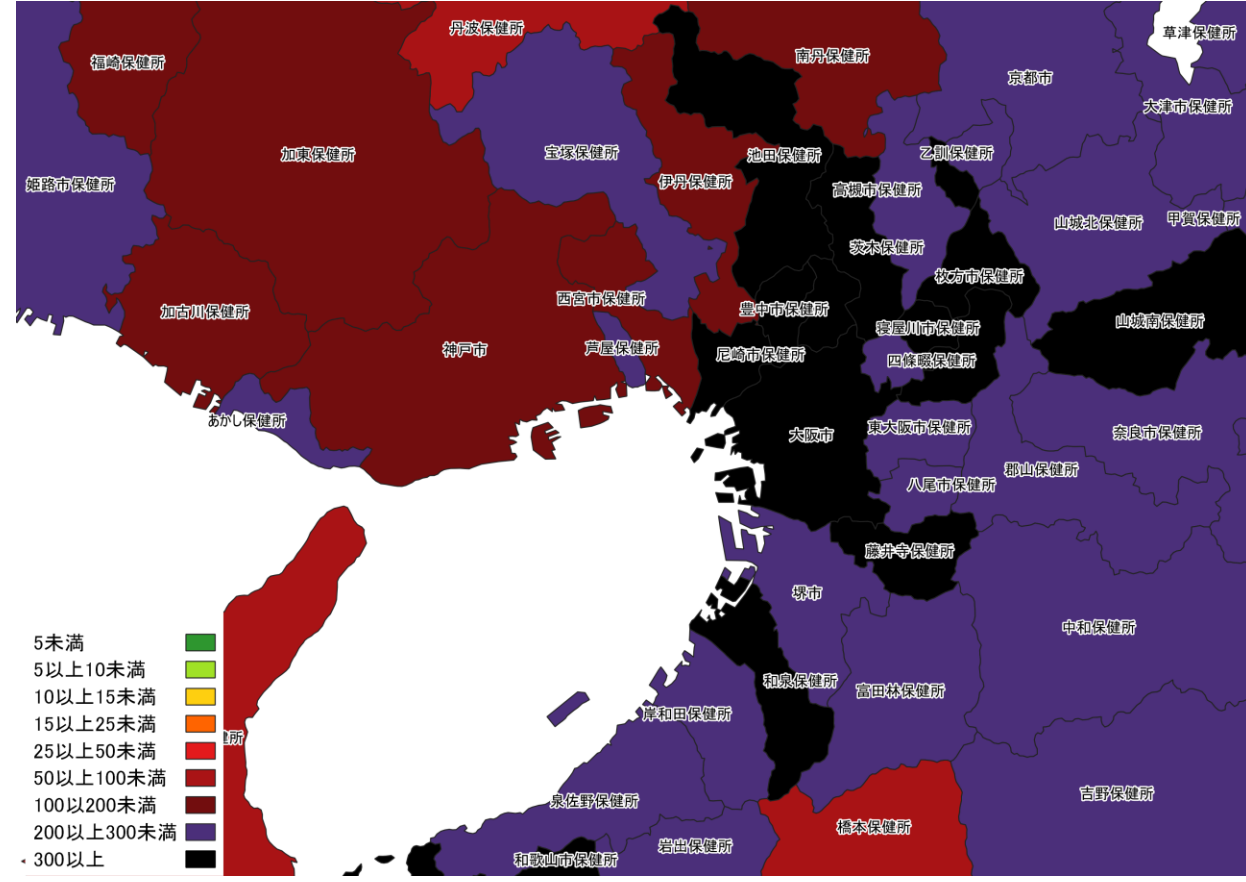 丹波保健所
草津保健所
福崎保健所
南丹保健所
京都市
大津市保健所
加東保健所
宝塚保健所
池田保健所
乙訓保健所
姫路市保健所
伊丹保健所
高槻市保健所
山城北保健所
甲賀保健所
茨木保健所
枚方市保健所
西宮市保健所
加古川保健所
豊中市保健所
山城南保健所
寝屋川市保健所
神戸市
芦屋保健所
尼崎市保健所
四條畷保健所
あかし保健所
大阪市
東大阪市保健所
奈良市保健所
郡山保健所
八尾市保健所
藤井寺保健所
堺市
中和保健所
和泉保健所
富田林保健所
岸和田保健所
健所
吉野保健所
泉佐野保健所
橋本保健所
岩出保健所
和歌山市保健所
5未満
5以上10未満
10以上15未満
15以上25未満
25以上50未満
50以上100未満
100以200未満
200以上300未満
300以上